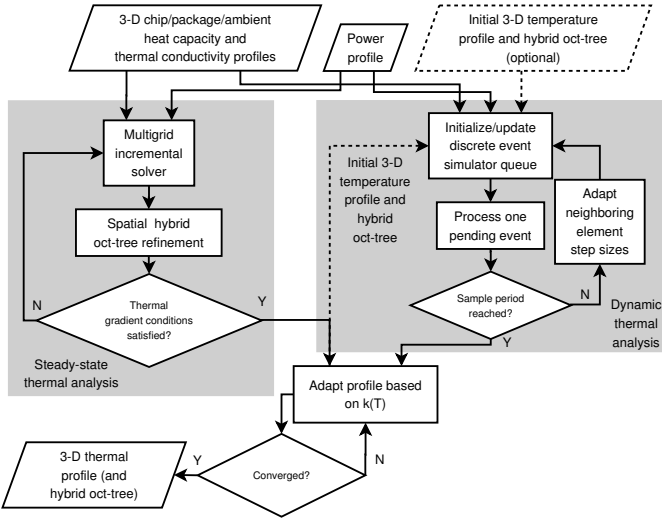 3-D chip/package/ambient
heat capacity and
thermal conductivity profiles
Power
profile
Initial 3-D temperature
profile and hybrid oct-tree
(optional)
Multigrid
incremental
solver
Spatial hybrid
oct-tree refinement
Thermal
gradient conditions
satisfied?
N
Y
Steady-state
thermal analysis
Initial 3-D
temperature
profile and
hybrid
oct-tree
Initialize/update
discrete event
simulator queue
Process one
pending event
Adapt
neighboring
element
step sizes
Sample period
reached?
N
Y
Dynamic
thermal
analysis
Adapt profile based
on k(T)
Converged?
Y
N
3-D thermal
profile (and
hybrid oct-tree)